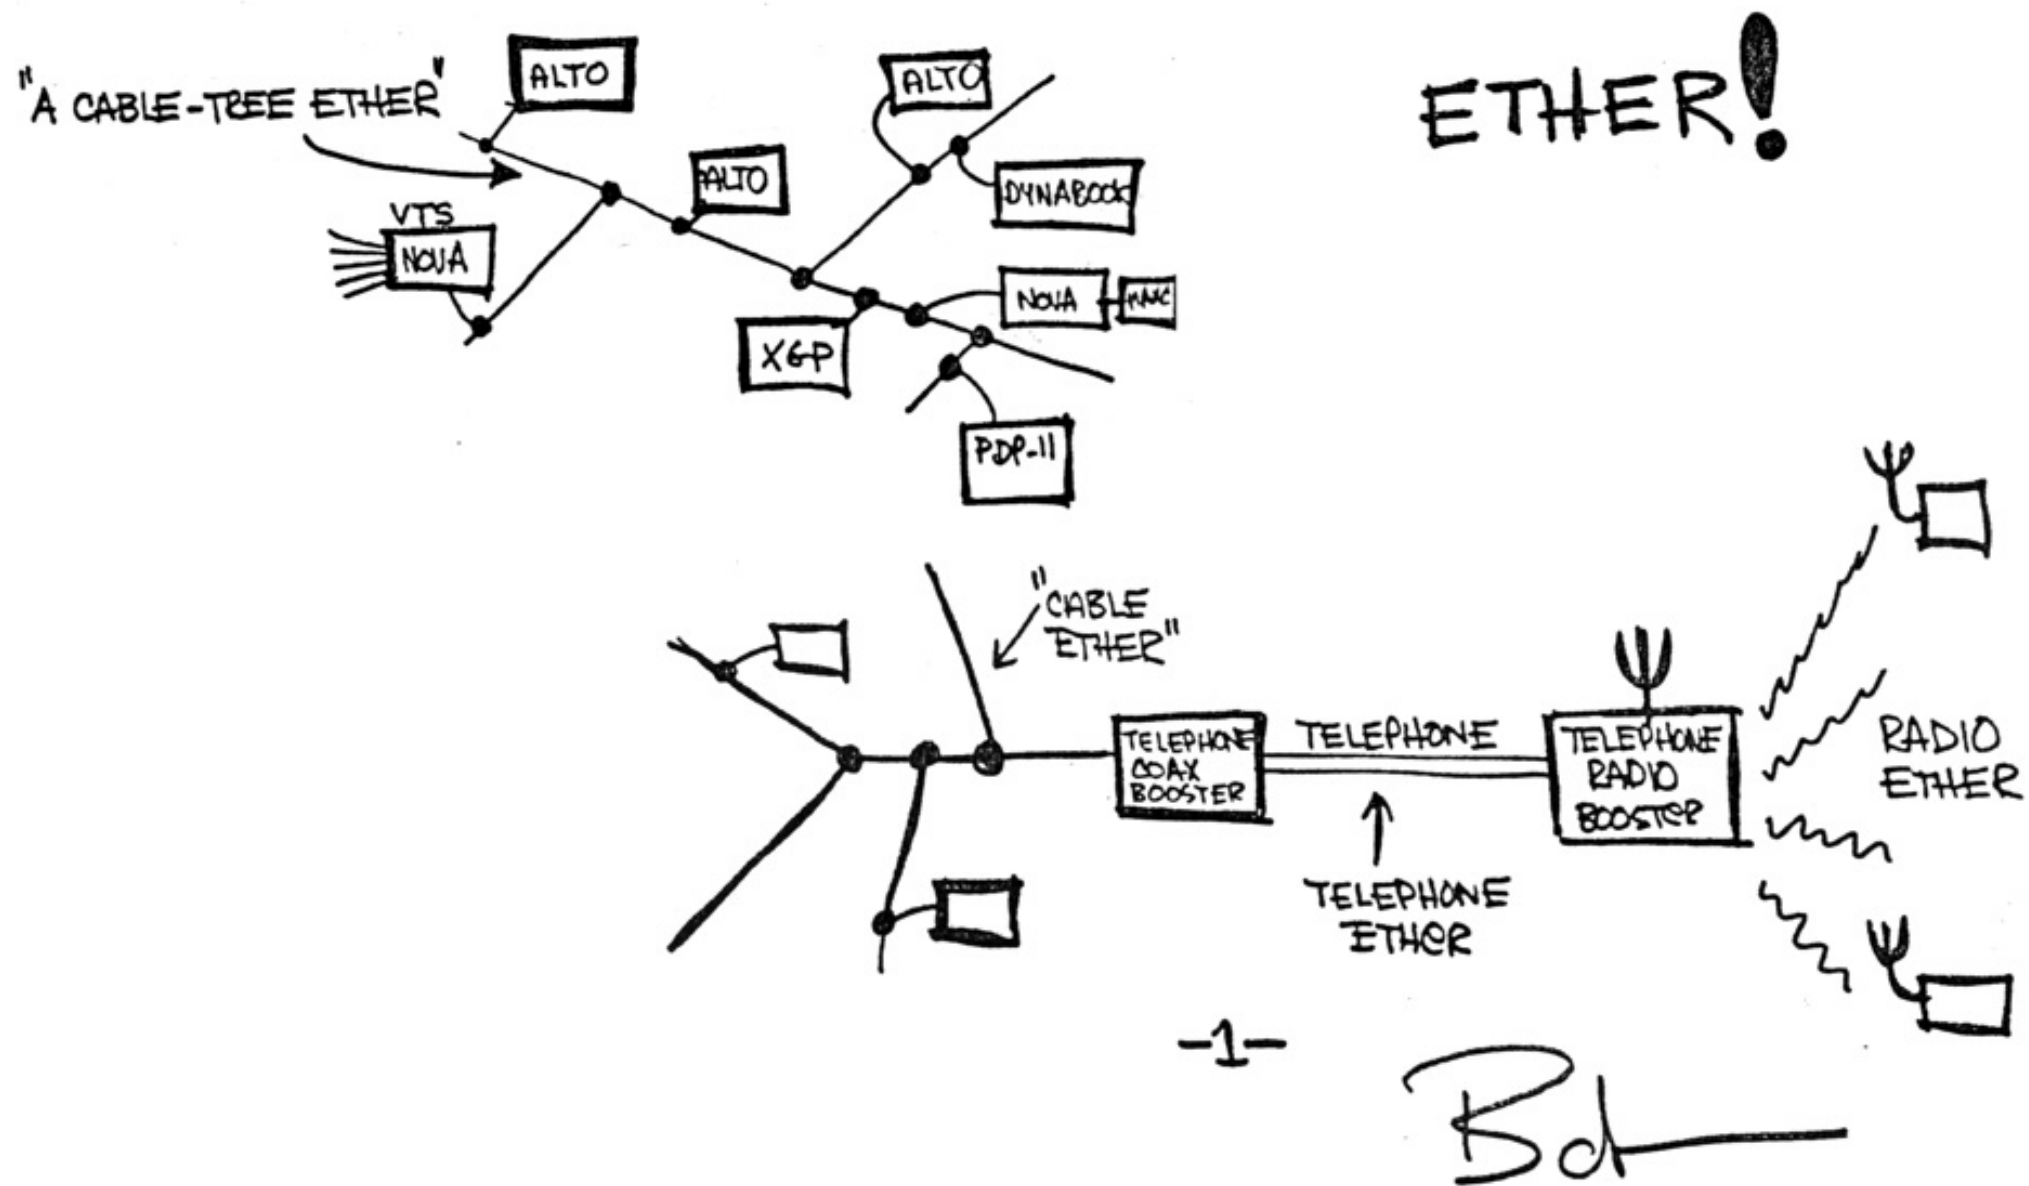 "A CABLE-TREE ETHER"
ALTO
ALTO
ETHER!
ALTO
DYNABOOK
VTS
NOVA
NOVA
XGP
PDP-11
"CABLE
ETHER"
TELEPHONE
COAX
BOOSTER
TELEPHONE
TELEPHONE
RADIO
BOOSTER
RADIO
ETHER
TELEPHONE
ETHER
-1-